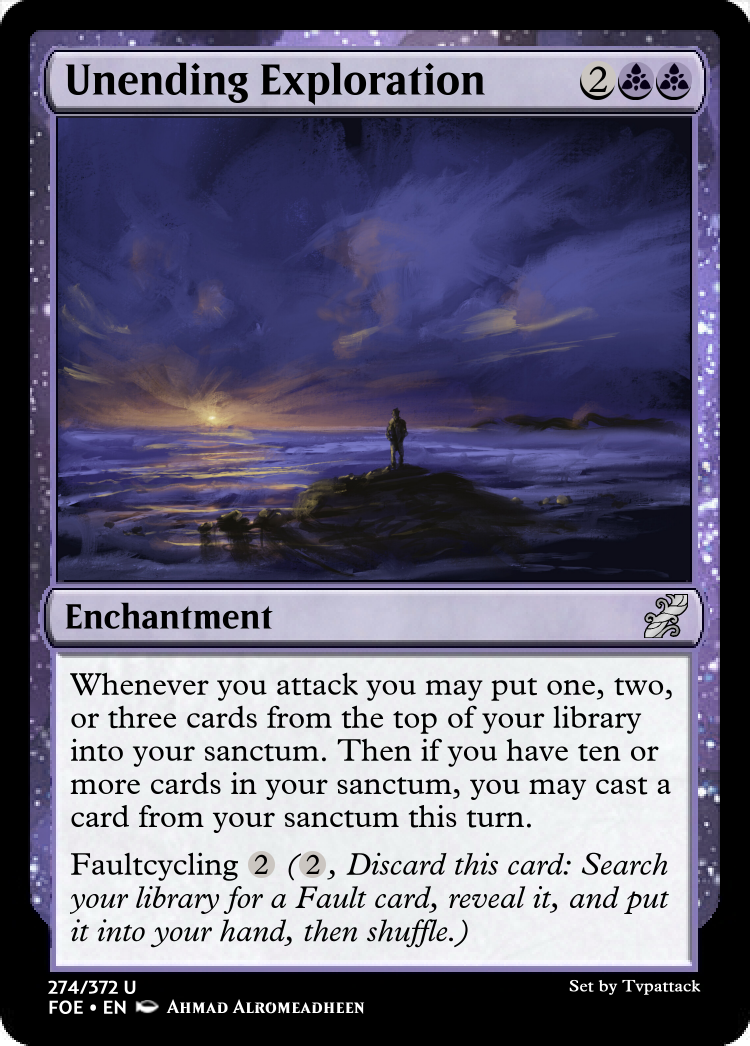 Unending Exploration 2
Enchantment
Whenever you attack you may put one, two,
or three cards from the top of your library
into your sanctum. Then if you have ten or
more cards in your sanctum, you may cast a
card from your sanctum this turn.
Faultcycling 2 (2, Discard this card: Search
your library for a Fault card, reveal it, and put
it into your hand, then shuffle.)
274/372 U
Set by Tvpattack
FOE • EN Ahmad Alromeadheen